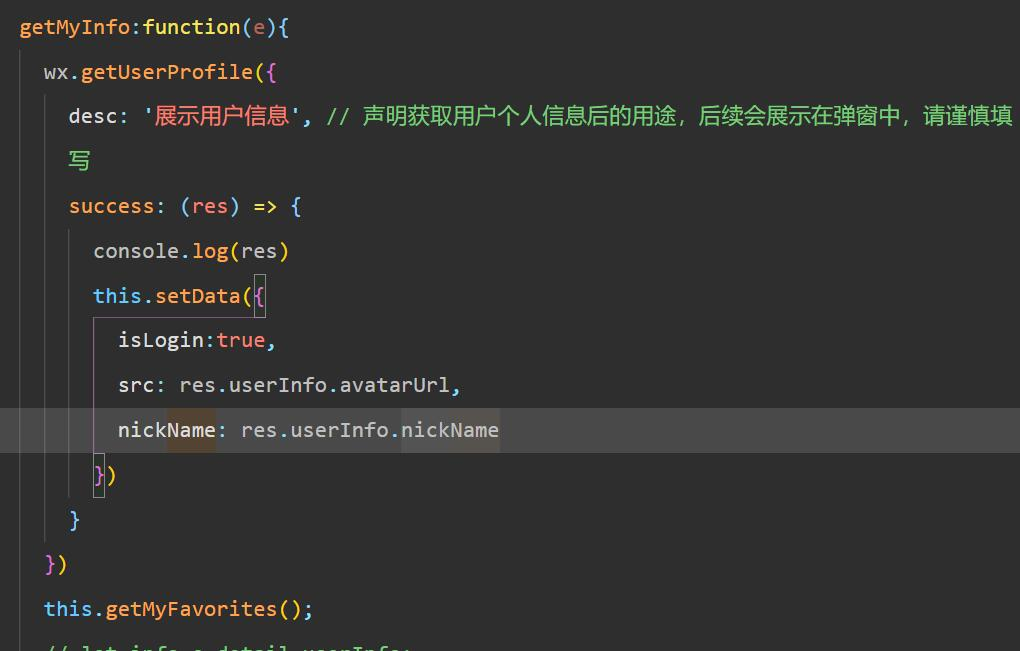 getMyInfo:function(e){
wx.getUserProfile({
desc: '展示用户信息', // 声明获取用户个人信息后的用途，后续会展示在弹窗中，请谨慎填
写
success: (res) => {
console.log(res)
this.setData({
isLogin:true,
src: res.userInfo.avatarUrl,
nickName: res.userInfo.nickName
})
}
})
this.getMyFavorites();